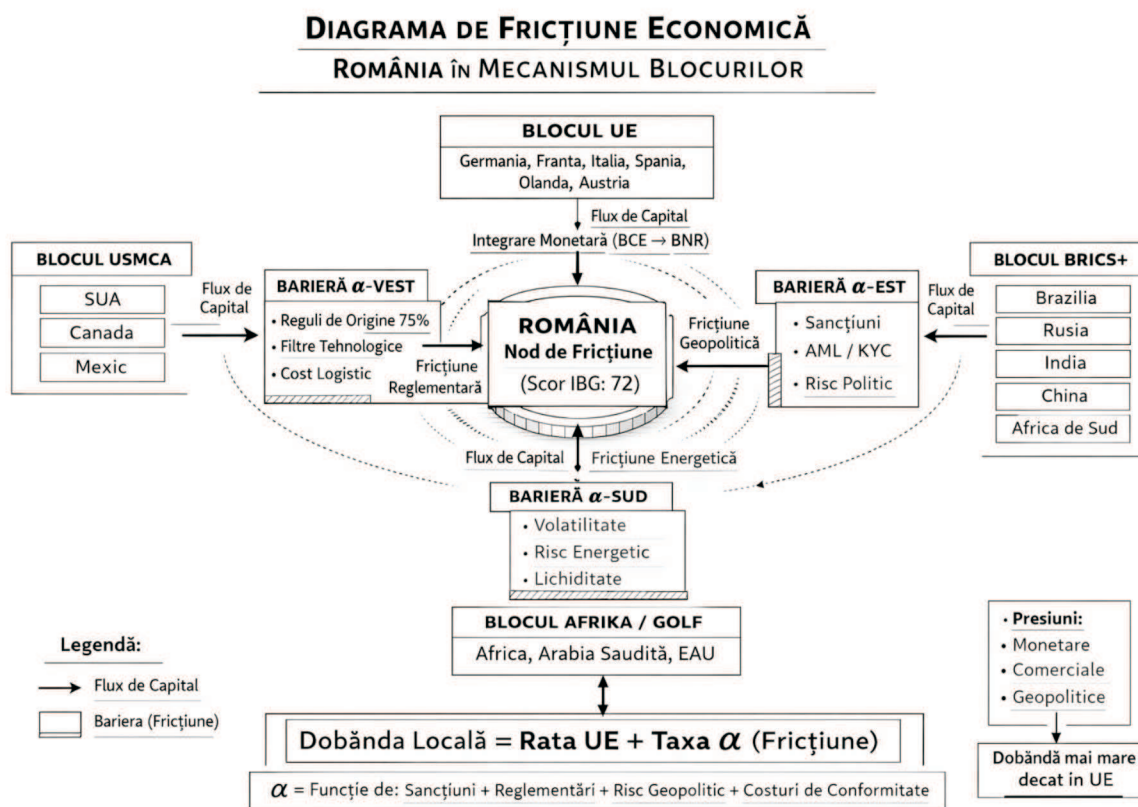 DIAGRAMA DE FRICȚIUNE ECONOMICĂ
ROMÂNIA ÎN MECANISMUL BLOCURILOR
BLOCUL UE
Germania, Franta, Italia, Spania,
Olanda, Austria
Flux de Capital
Integrare Monetară (BCE → BNR)
BLOCUL USMCA
SUA
Canada
Mexic
Flux de
Capital
BARIERĂ α-VEST
• Reguli de Origine 75%
• Filtre Tehnologice
• Cost Logistic
Fricțiune
Reglementară
ROMÂNIA
Nod de Fricțiune
(Scor IBG: 72)
Fricțiune
Geopolitică
BARIERĂ α-EST
• Sancțiuni
• AML / KYC
• Risc Politic
Flux de
Capital
BLOCUL BRICS+
Brazilia
Rusia
India
China
Africa de Sud
Flux de Capital
Fricțiune Energetică
BARIERĂ α-SUD
• Volatilitate
• Risc Energetic
• Lichiditate
BLOCUL AFRIKA / GOLF
Africa, Arabia Saudită, EAU
Legendă:
Flux de Capital
Bariera (Fricțiune)
• Presiuni:
• Monetare
• Comerciale
• Geopolitice
Dobândă mai mare
decat in UE
Dobânda Locală = Rata UE + Taxa α (Fricțiune)
α = Funcție de: Sancțiuni + Reglementări + Risc Geopolitic + Costuri de Conformitate